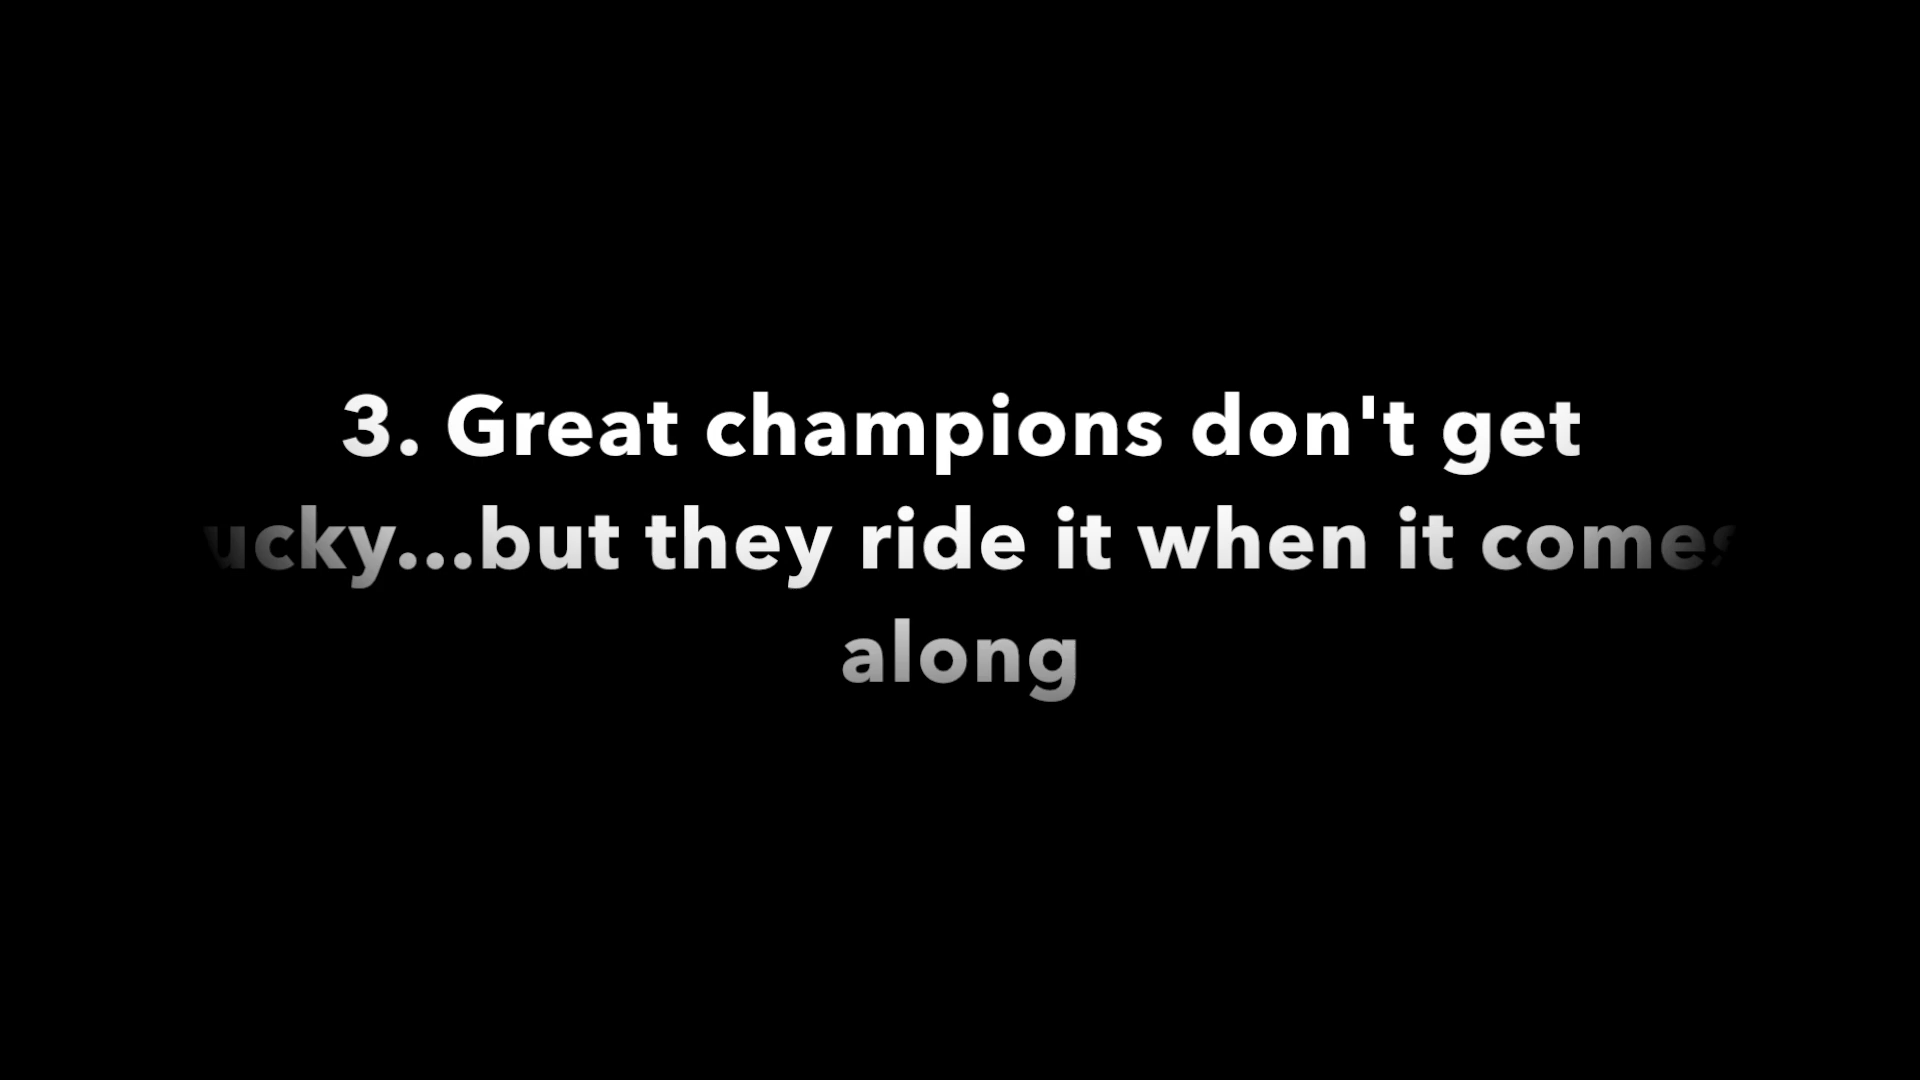 3. Great champions don't get
ucky...but they ride it when it comes
along